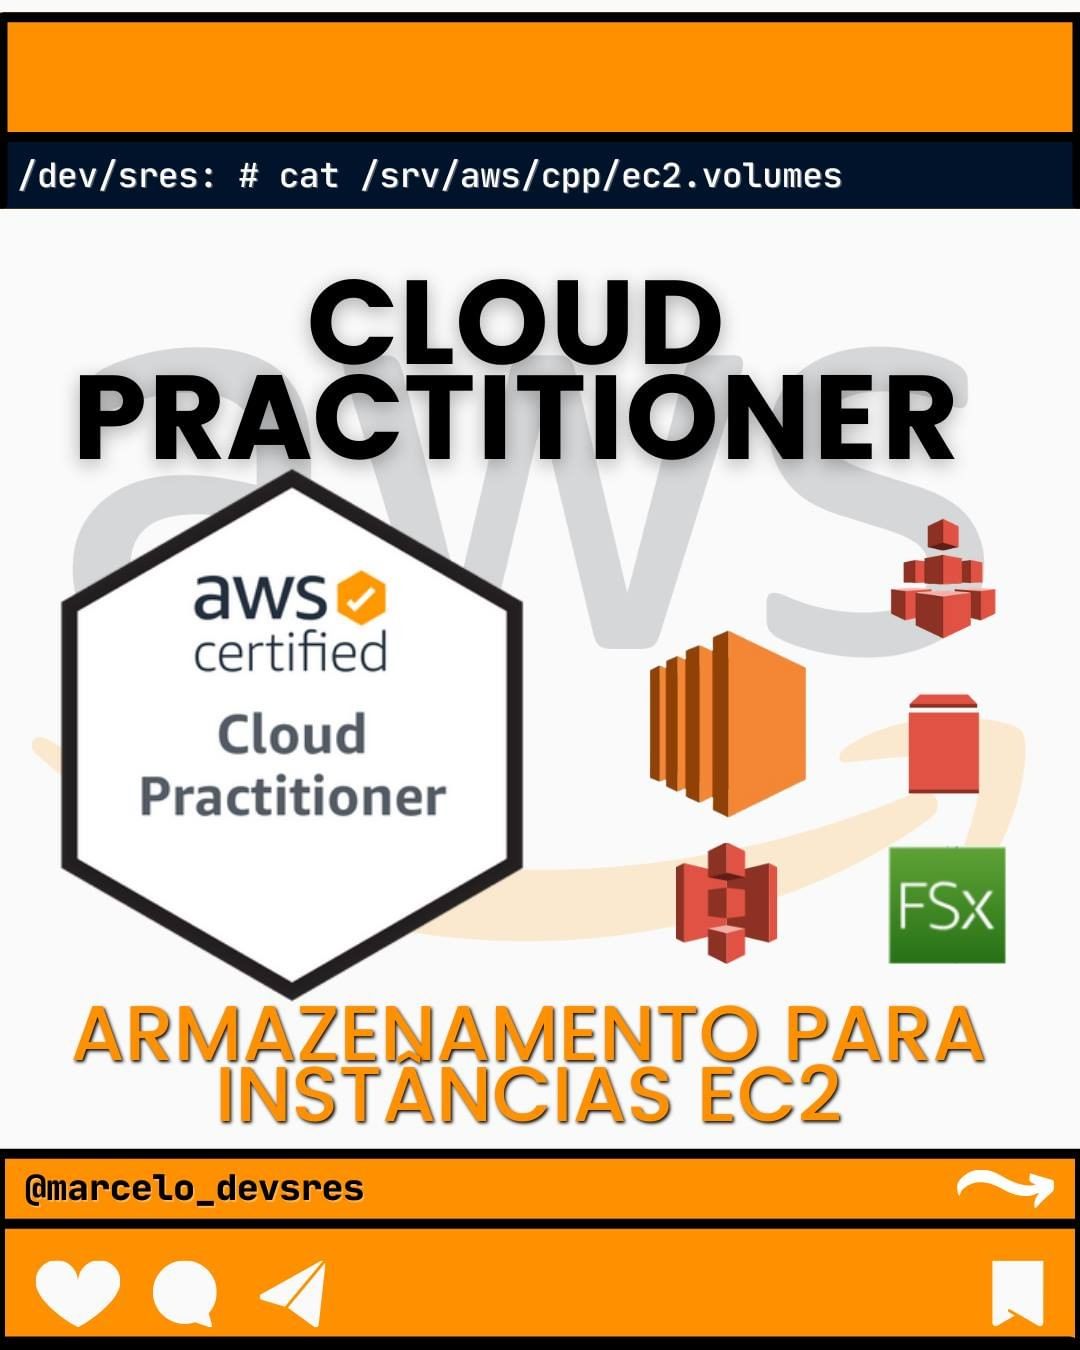 /dev/sres: # cat /srv/aws/cpp/ec2.volumes
CLOUD
PRACTITIONER
aws
aws
certified
Cloud
Practitioner
FSx
ARMAZENAMENTO PARA
INSTÂNCIAS EC2
@marcelo_devsres